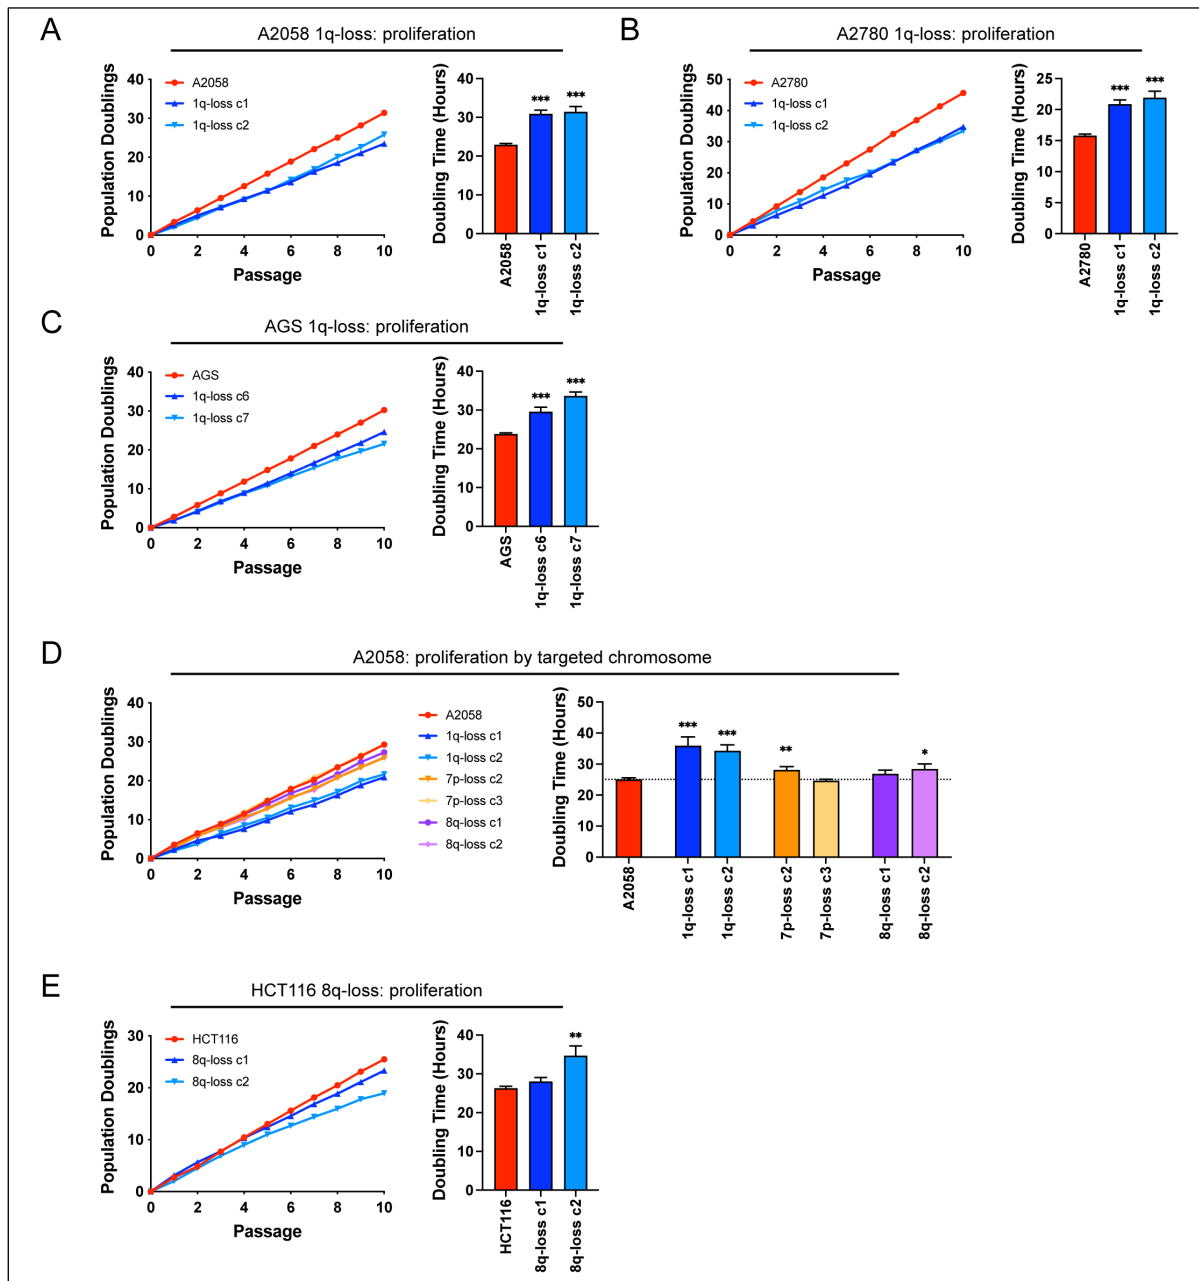 A
A2058 1q-loss: proliferation
Population Doublings
40
30
20
10
0
A2058
1q-loss c1
1q-loss c2
0 2 4 6 8 10
Passage
Doubling Time (Hours)
40
30
20
10
0
*** ***
A2058
1q-loss c1
1q-loss c2
B
A2780 1q-loss: proliferation
Population Doublings
50
40
30
20
10
0
A2780
1q-loss c1
1q-loss c2
0 2 4 6 8 10
Passage
Doubling Time (Hours)
25
20
15
10
5
0
*** ***
A2780
1q-loss c1
1q-loss c2
C
AGS 1q-loss: proliferation
Population Doublings
40
30
20
10
0
AGS
1q-loss c6
1q-loss c7
0 2 4 6 8 10
Passage
Doubling Time (Hours)
40
30
20
10
0
*** ***
AGS
1q-loss c6
1q-loss c7
D
A2058: proliferation by targeted chromosome
Population Doublings
40
30
20
10
0
0 2 4 6 8 10
Passage
A2058
1q-loss c1
1q-loss c2
7p-loss c2
7p-loss c3
8q-loss c1
8q-loss c2
Doubling Time (Hours)
50
40
30
20
10
0
*** *** ** *
A2058
1q-loss c1
1q-loss c2
7p-loss c2
7p-loss c3
8q-loss c1
8q-loss c2
E
HCT116 8q-loss: proliferation
Population Doublings
30
20
10
0
HCT116
8q-loss c1
8q-loss c2
0 2 4 6 8 10
Passage
Doubling Time (Hours)
40
30
20
10
0
**
HCT116
8q-loss c1
8q-loss c2